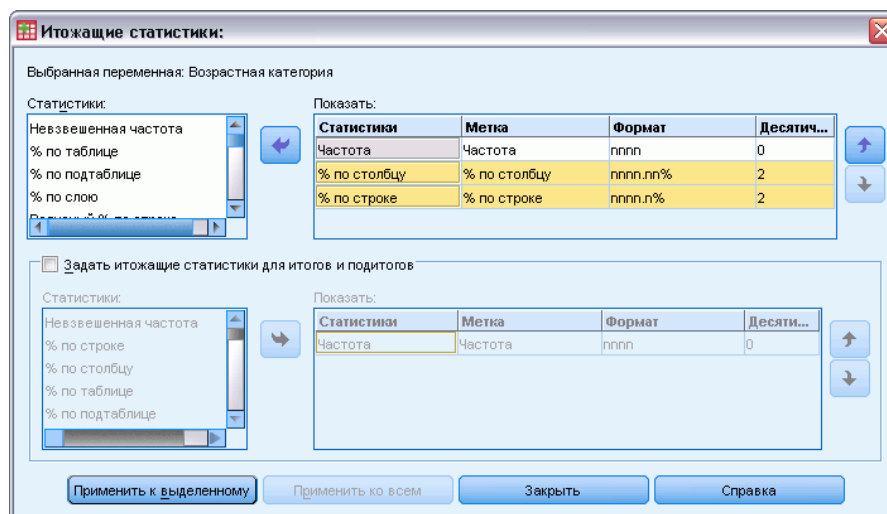 Итожащие статистики:
Выбранная переменная: Возрастная категория
Статистики:
Невзвешенная частота
% по таблице
% по подтаблице
% по слою
Показать:
Статистики Метка Формат Десятич...
Частота Частота nnnn 0
% по столбцу % по столбцу nnnn.nn% 2
% по строке % по строке nnnn.n% 2
Задать итожащие статистики для итогов и подитогов
Статистики:
Невзвешенная частота
% по строке
% по столбцу
% по таблице
% по подтаблице
Показать:
Статистики Метка Формат Десяти...
Частота Частота nnnn 0
Применить к выделенному Применить ко всем Закрыть Справка